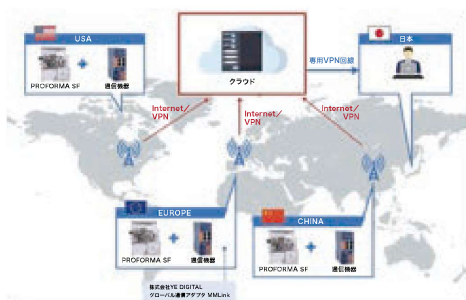 USA
PROFORMA SF
通信機器
クラウド
専用VPN回線
日本
Internet/
VPN
Internet/
VPN
Internet/
VPN
EUROPE
PROFORMA SF
通信機器
CHINA
PROFORMA SF
通信機器
株式会社YE DIGITAL
グローバル通信アダプタ MMLink